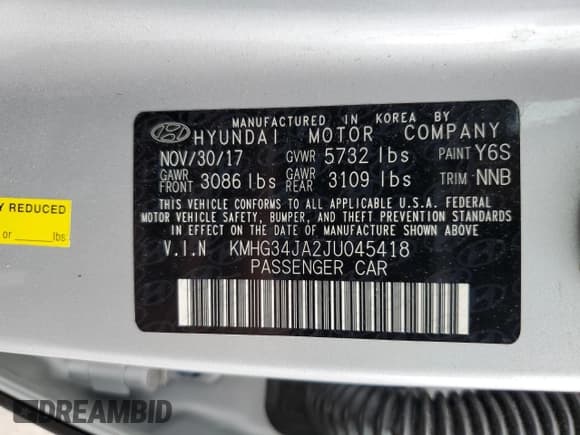 MANUFACTURED IN KOREA BY
HYUNDAI MOTOR COMPANY
NOV/30/17 GVWR 5732 lbs PAINT Y6S
GAWR FRONT 3086 lbs GAWR REAR 3109 lbs TRIM NNB
THIS VEHICLE CONFORMS TO ALL APPLICABLE U.S.A. FEDERAL
MOTOR VEHICLE SAFETY, BUMPER, AND THEFT PREVENTION STANDARDS
IN EFFECT ON THE DATE OF MANUFACTURE SHOWN ABOVE
V.I.N KMHG34JA2JU045418
PASSENGER CAR
Y REDUCED
or ______lbs
DREAMBID